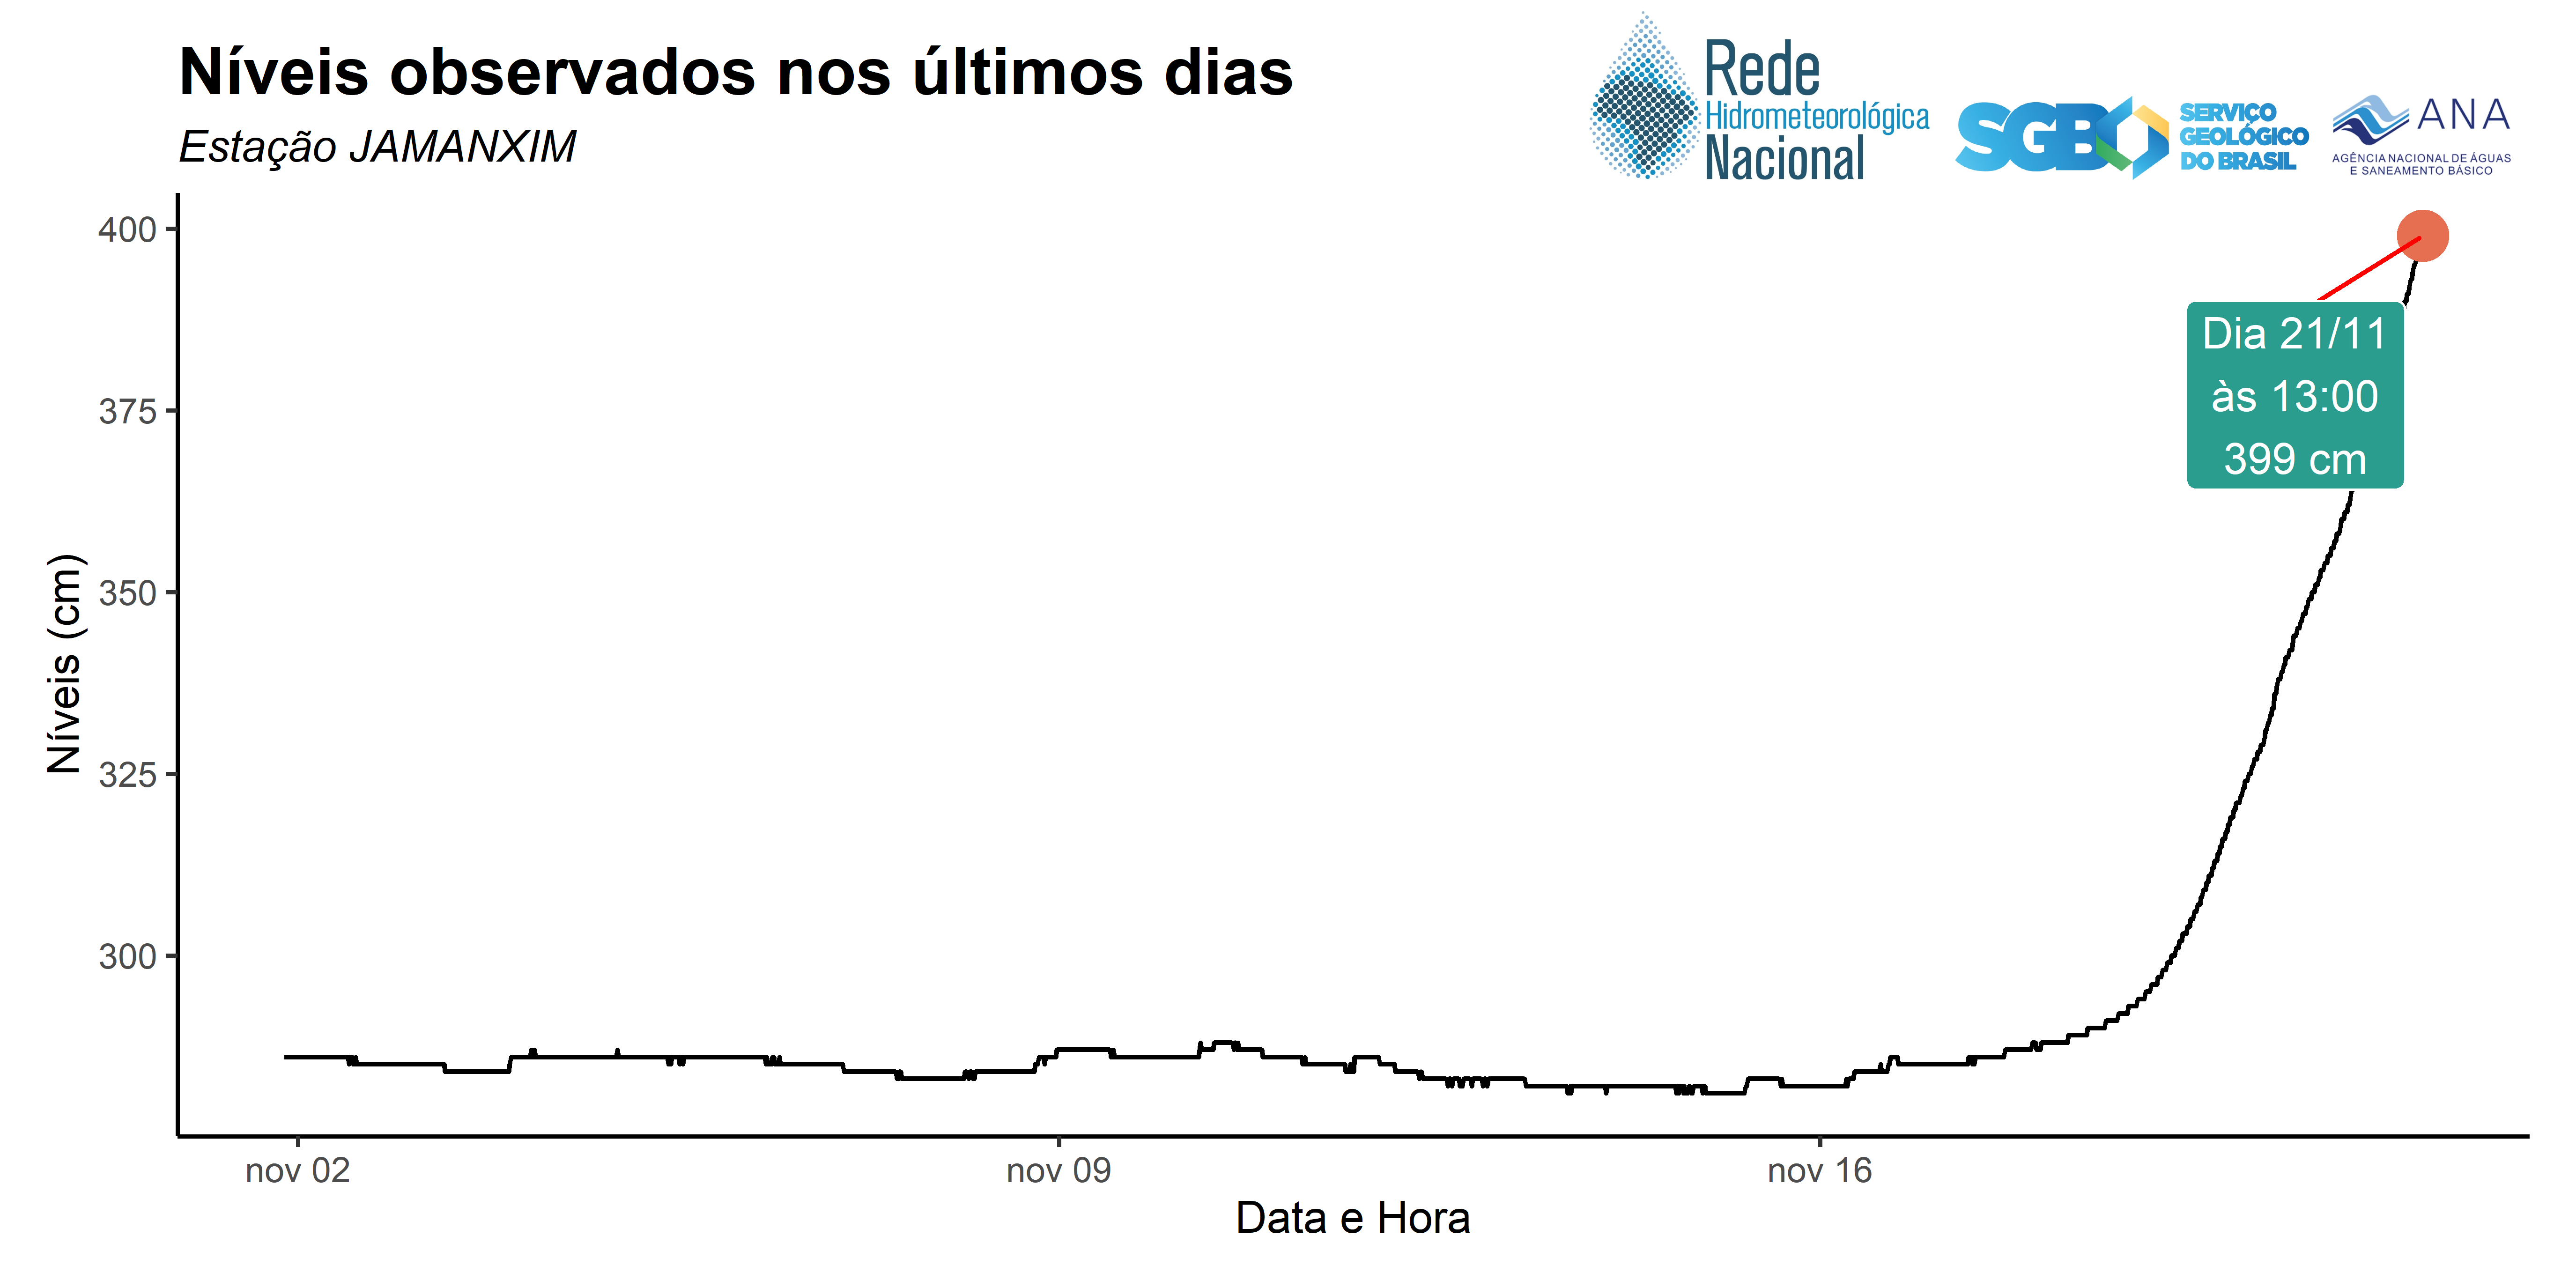 Níveis observados nos últimos dias
Estação JAMANXIM
Rede
Hidrometeorológica
Nacional
SGB
SERVIÇO
GEOLÓGICO
DO BRASIL
ANA
AGÊNCIA NACIONAL DE ÁGUAS
E SANEAMENTO BÁSICO
400
375
350
325
300
Níveis (cm)
Dia 21/11
às 13:00
399 cm
nov 02
nov 09
nov 16
Data e Hora